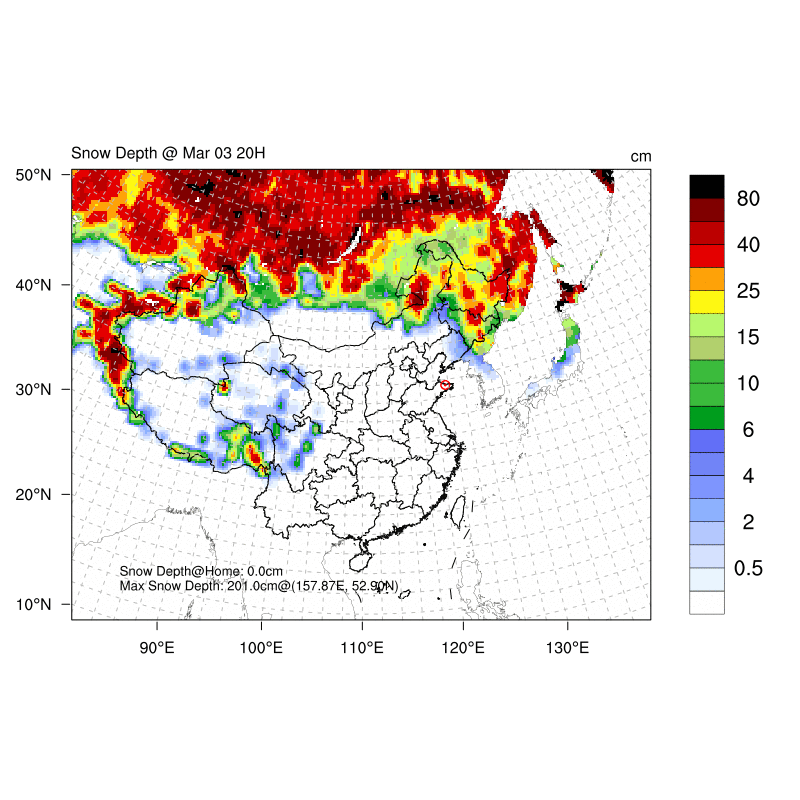 Snow Depth @ Mar 03 20H
cm
50°N
40°N
30°N
20°N
10°N
90°E
100°E
110°E
120°E
130°E
80
40
25
15
10
6
4
2
0.5
Snow Depth@Home: 0.0cm
Max Snow Depth: 201.0cm@(157.87E, 52.90N)